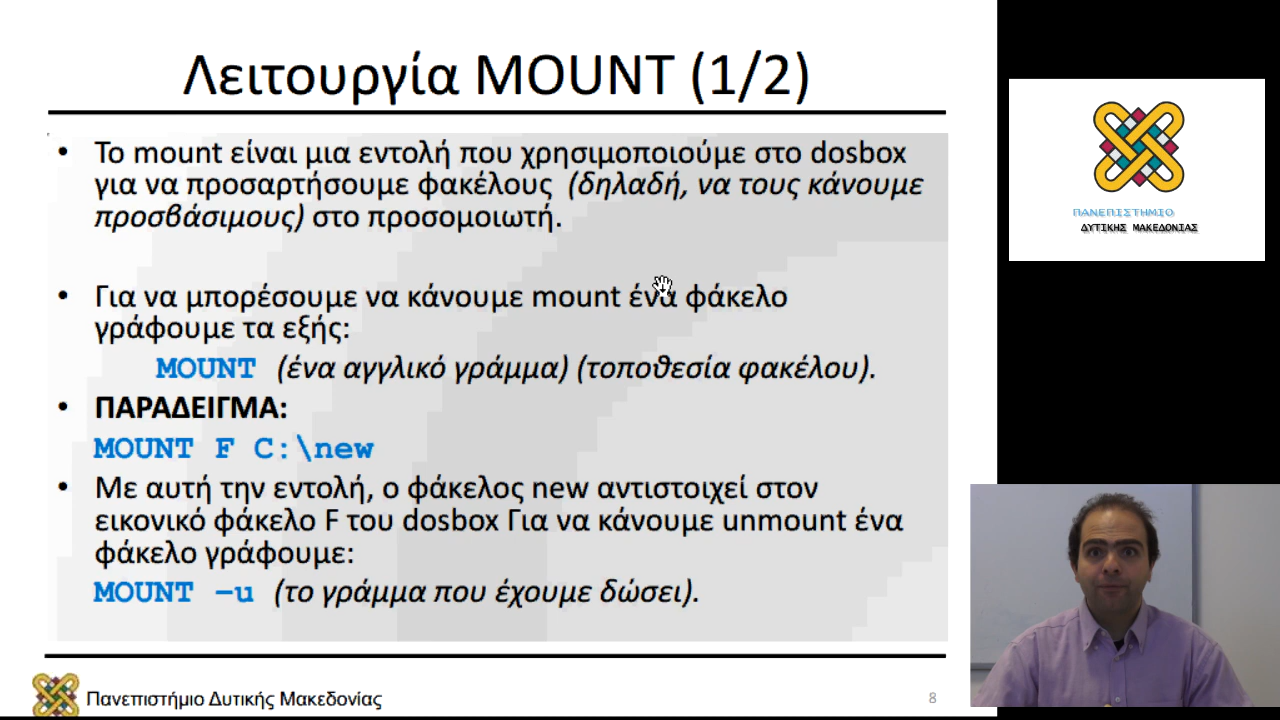 Λειτουργία MOUNT (1/2)
• Το mount είναι μια εντολή που χρησιμοποιούμε στο dosbox
για να προσαρτήσουμε φακέλους (δηλαδή, να τους κάνουμε
προσβάσιμους) στο προσομοιωτή.
• Για να μπορέσουμε να κάνουμε mount ένα φάκελο
γράφουμε τα εξής:
MOUNT (ένα αγγλικό γράμμα) (τοποθεσία φακέλου).
• ΠΑΡΑΔΕΙΓΜΑ:
MOUNT F C:\new
• Με αυτή την εντολή, ο φάκελος new αντιστοιχεί στον
εικονικό φάκελο F του dosbox Για να κάνουμε unmount ένα
φάκελο γράφουμε:
MOUNT –u (το γράμμα που έχουμε δώσει).
Πανεπιστήμιο Δυτικής Μακεδονίας
8
ΠΑΝΕΠΙΣΤΗΜΙΟ
ΔΥΤΙΚΗΣ ΜΑΚΕΔΟΝΙΑΣ